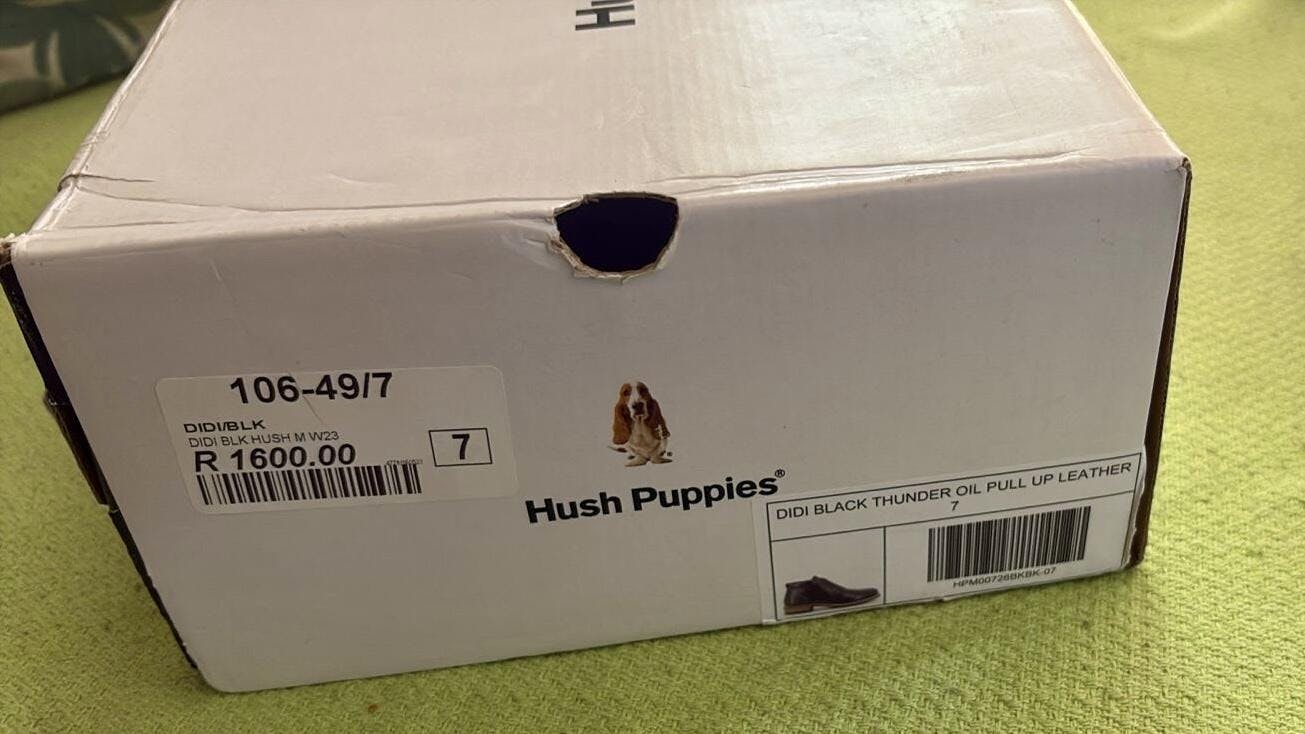 106-49/7
DIDI/BLK
DIDI BLK HUSH M W23
R 1600.00
7
Hush Puppies®
DIDI BLACK THUNDER OIL PULL UP LEATHER
7
HPM00726BKBK-07